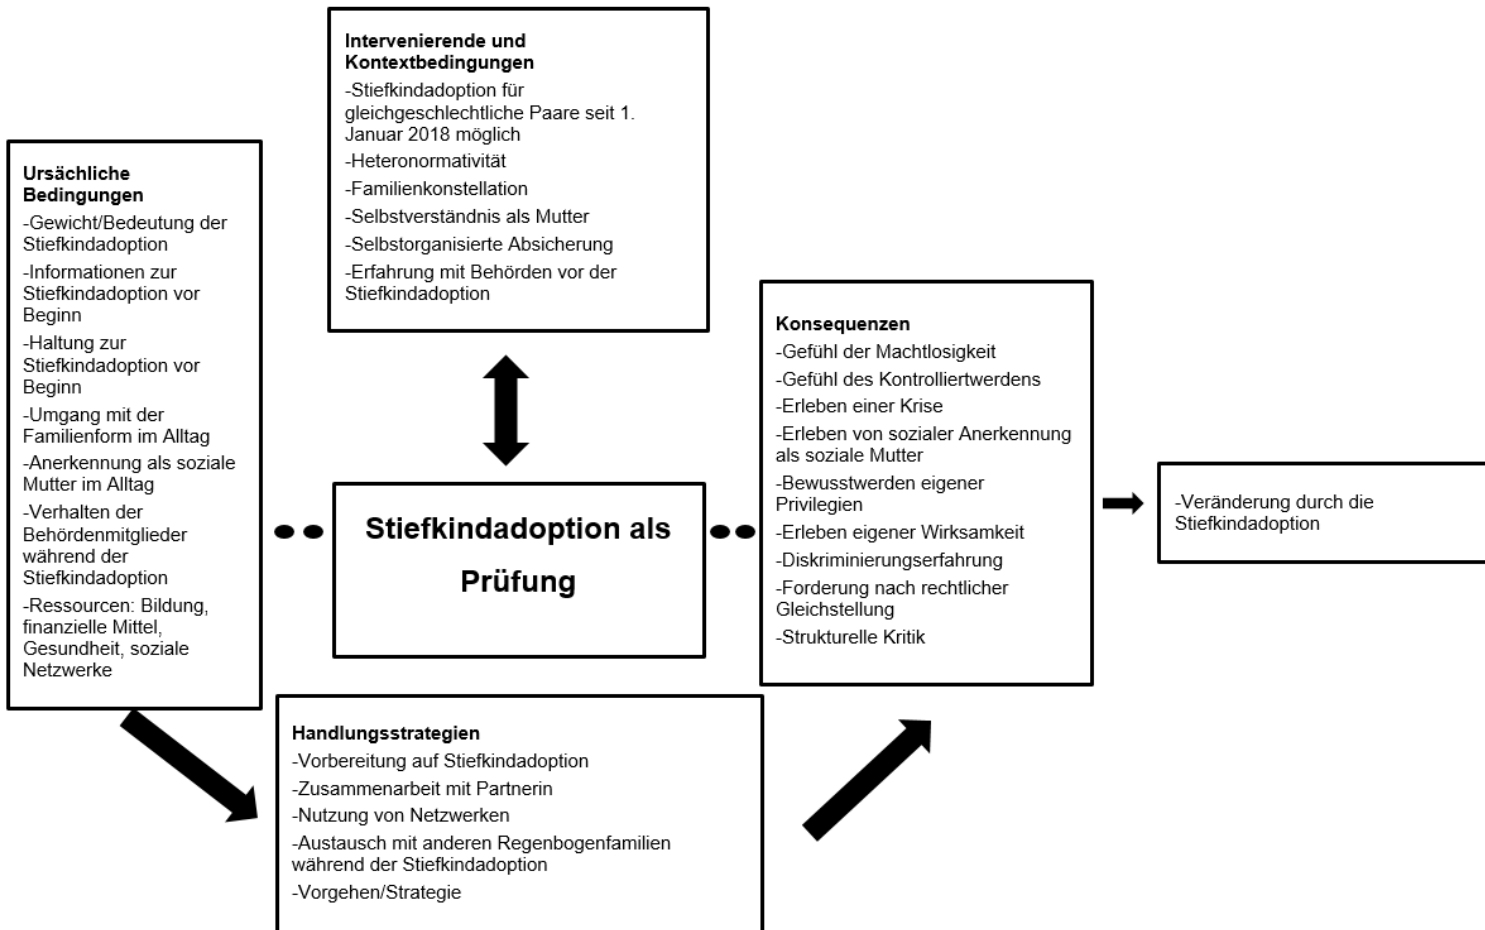 Intervenierende und
Kontextbedingungen
-Stiefkindadoption für
gleichgeschlechtliche Paare seit 1.
Januar 2018 möglich
-Heteronormativität
-Familienkonstellation
-Selbstverständnis als Mutter
-Selbstorganisierte Absicherung
-Erfahrung mit Behörden vor der
Stiefkindadoption
Ursächliche
Bedingungen
-Gewicht/Bedeutung der
Stiefkindadoption
-Informationen zur
Stiefkindadoption vor
Beginn
-Haltung zur
Stiefkindadoption vor
Beginn
-Umgang mit der
Familienform im Alltag
-Anerkennung als soziale
Mutter im Alltag
-Verhalten der
Behördenmitglieder
während der
Stiefkindadoption
-Ressourcen: Bildung,
finanzielle Mittel,
Gesundheit, soziale
Netzwerke
Stiefkindadoption als
Prüfung
Konsequenzen
-Gefühl der Machtlosigkeit
-Gefühl des Kontrolliertwerdens
-Erleben einer Krise
-Erleben von sozialer Anerkennung
als soziale Mutter
-Bewusstwerden eigener
Privilegien
-Erleben eigener Wirksamkeit
-Diskriminierungserfahrung
-Forderung nach rechtlicher
Gleichstellung
-Strukturelle Kritik
-Veränderung durch die
Stiefkindadoption
Handlungsstrategien
-Vorbereitung auf Stiefkindadoption
-Zusammenarbeit mit Partnerin
-Nutzung von Netzwerken
-Austausch mit anderen Regenbogenfamilien
während der Stiefkindadoption
-Vorgehen/Strategie